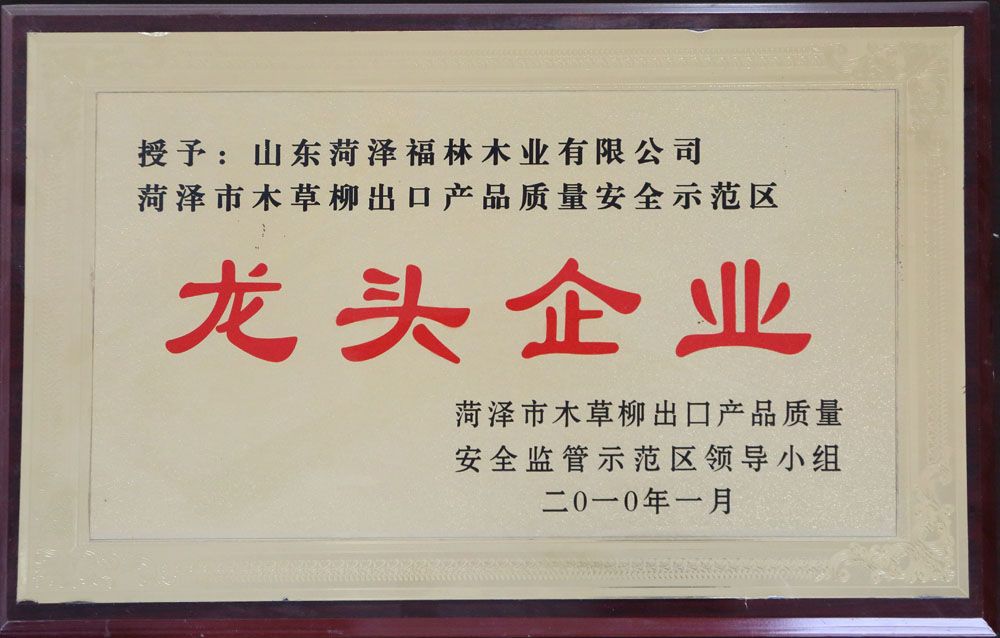 授予：山东菏泽福林木业有限公司
菏泽市木草柳出口产品质量安全示范区
龙头企业
菏泽市木草柳出口产品质量
安全监管示范区领导小组
二0一0年一月